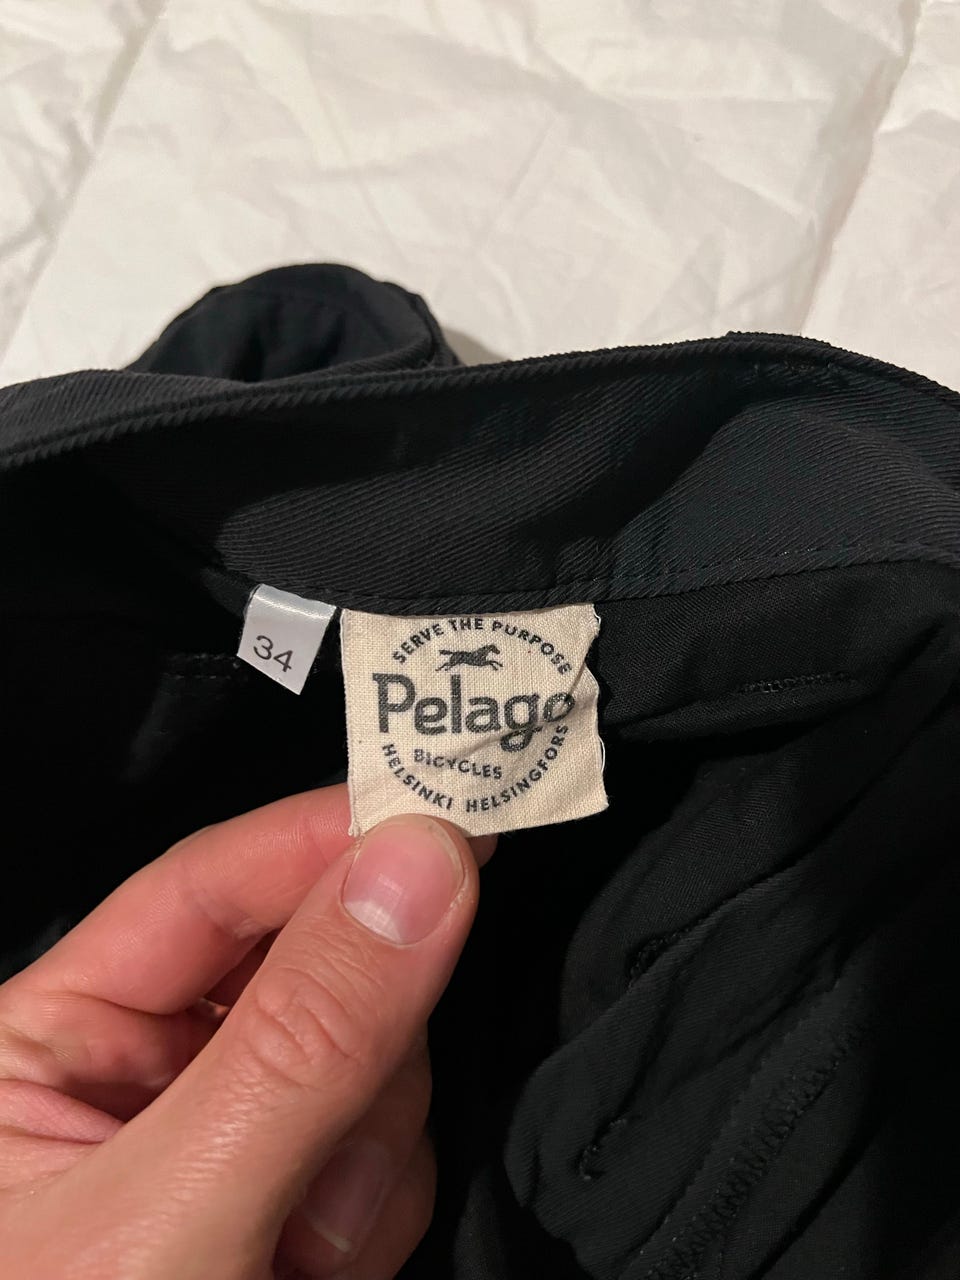 34
SERVE THE PURPOSE
Pelago
BICYCLES
HELSINKI HELSINGFORS